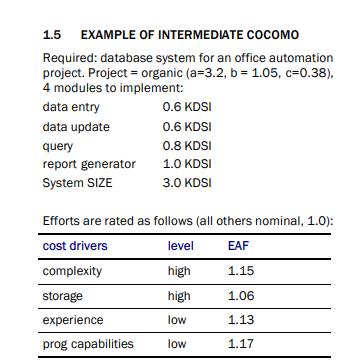 1.5 EXAMPLE OF INTERMEDIATE COCOMO
Required: database system for an office automation
project. Project = organic (a=3.2, b = 1.05, c=0.38),
4 modules to implement:
data entry 0.6 KDSI
data update 0.6 KDSI
query 0.8 KDSI
report generator 1.0 KDSI
System SIZE 3.0 KDSI
Efforts are rated as follows (all others nominal, 1.0):
cost drivers level EAF
complexity high 1.15
storage high 1.06
experience low 1.13
prog capabilities low 1.17